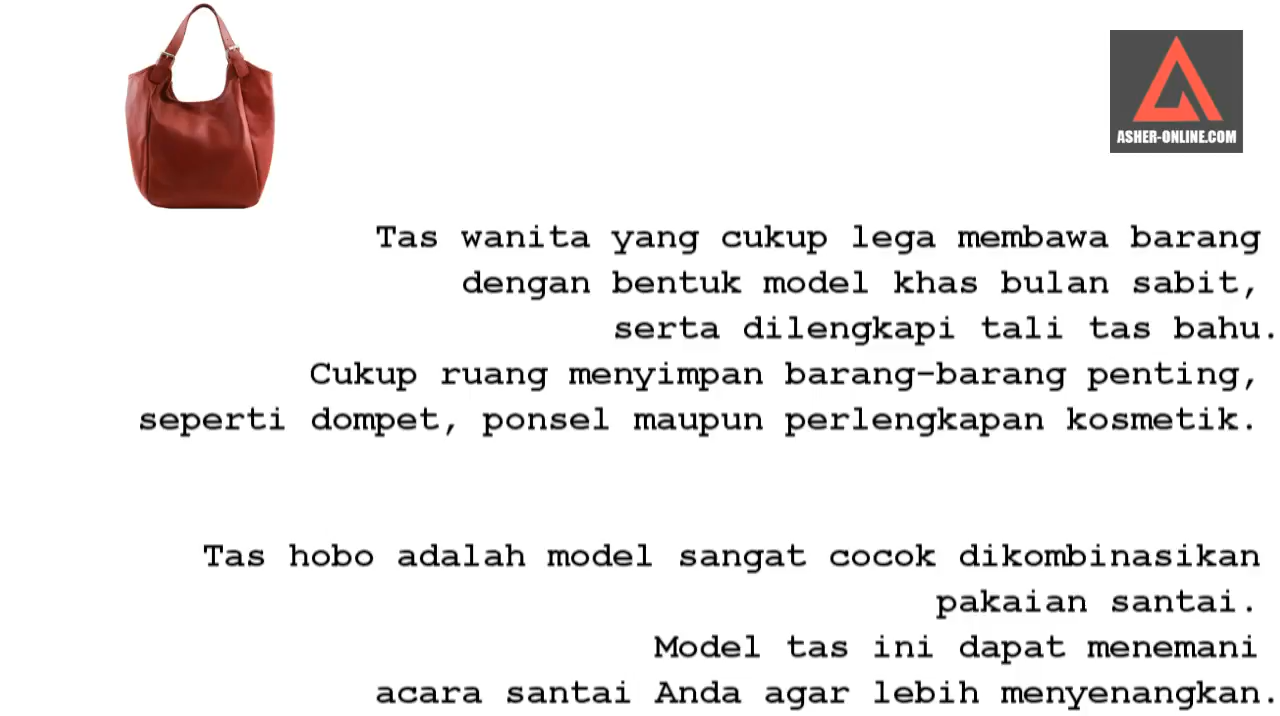 ASHER-ONLINE.COM
Tas wanita yang cukup lega membawa barang
dengan bentuk model khas bulan sabit,
serta dilengkapi tali tas bahu.
Cukup ruang menyimpan barang-barang penting,
seperti dompet, ponsel maupun perlengkapan kosmetik.
Tas hobo adalah model sangat cocok dikombinasikan
pakaian santai.
Model tas ini dapat menemani
acara santai Anda agar lebih menyenangkan.